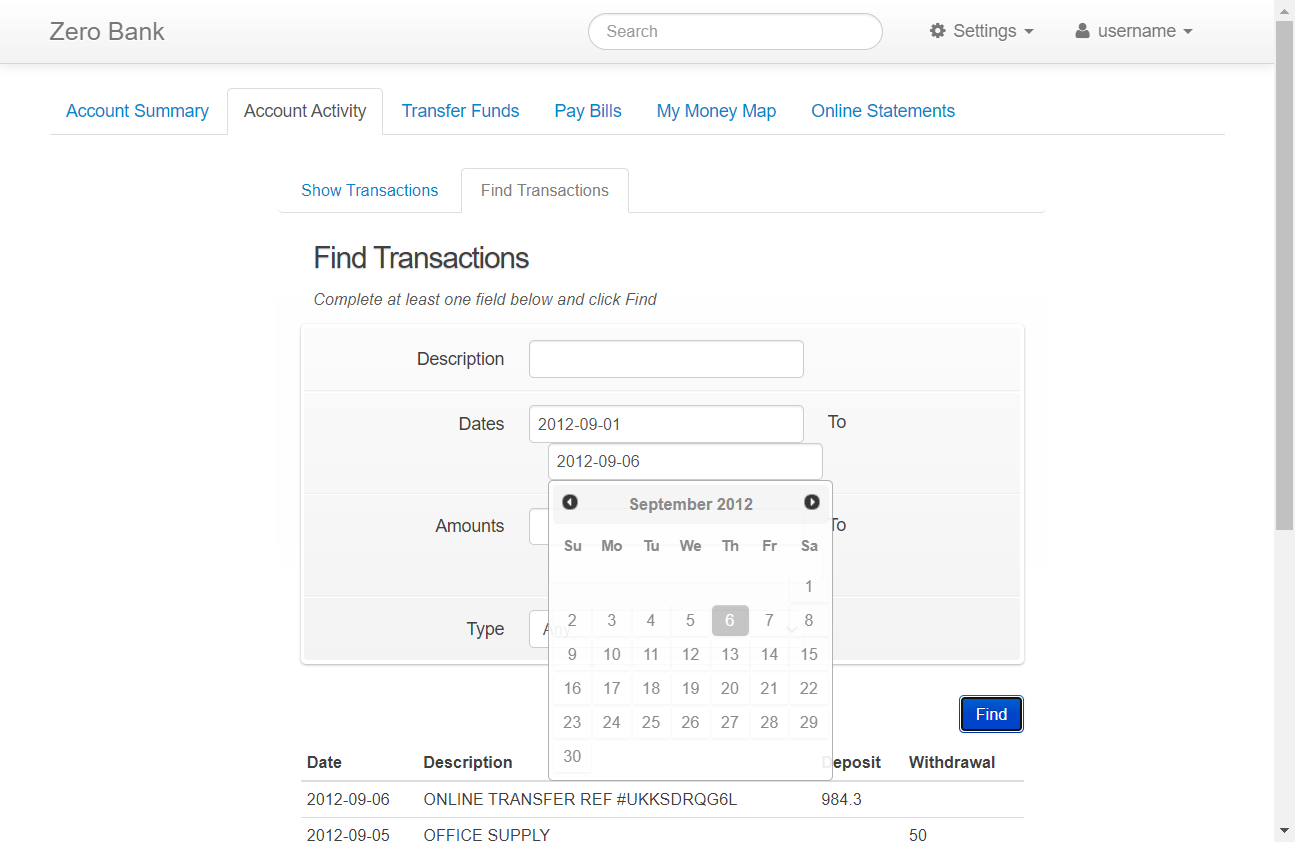 Zero Bank Search Settings username
Account Summary Account Activity Transfer Funds Pay Bills My Money Map Online Statements
Show Transactions Find Transactions
Find Transactions
Complete at least one field below and click Find
Description
Dates 2012-09-01 To
2012-09-06
September 2012
Amounts To
Su Mo Tu We Th Fr Sa
1
2 3 4 5 6 7 8
Type Any
9 10 11 12 13 14 15
16 17 18 19 20 21 22
Find
23 24 25 26 27 28 29
30
Date Description Deposit Withdrawal
2012-09-06 ONLINE TRANSFER REF #UKKSDRQG6L 984.3
2012-09-05 OFFICE SUPPLY 50